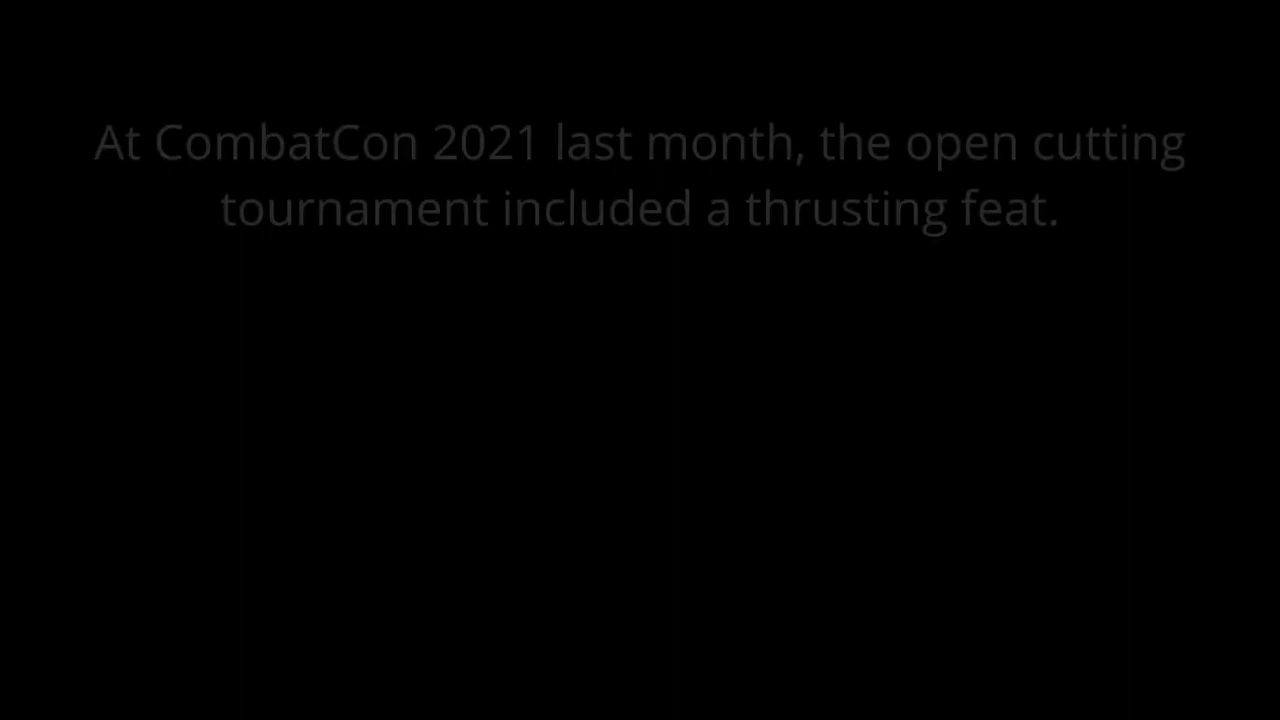 At CombatCon 2021 last month, the open cutting
tournament included a thrusting feat.